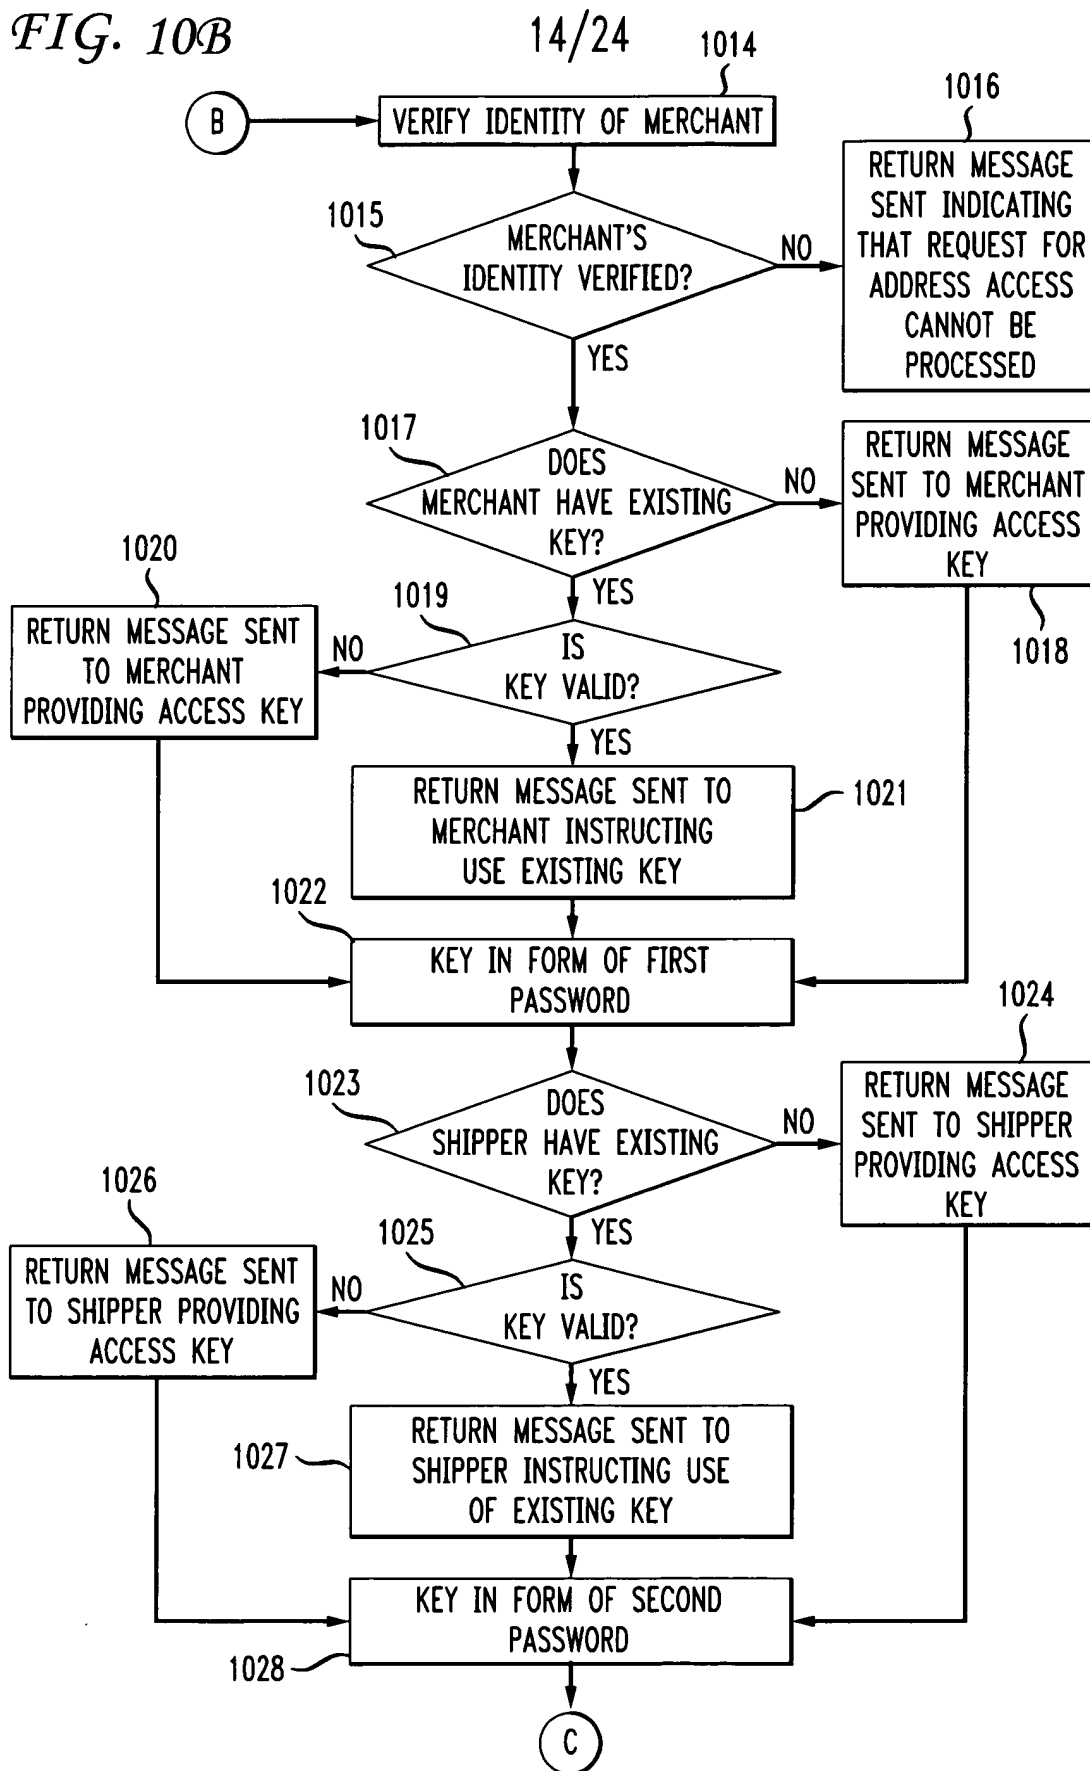 FIG. 10B
14/24
1014
B
VERIFY IDENTITY OF MERCHANT
1016
RETURN MESSAGE
SENT INDICATING
THAT REQUEST FOR
ADDRESS ACCESS
CANNOT BE
PROCESSED
1015
MERCHANT'S
IDENTITY VERIFIED?
NO
YES
1017
DOES
MERCHANT HAVE EXISTING
KEY?
NO
RETURN MESSAGE
SENT TO MERCHANT
PROVIDING ACCESS
KEY
1018
YES
1020
RETURN MESSAGE SENT
TO MERCHANT
PROVIDING ACCESS KEY
1019
NO
IS
KEY VALID?
YES
RETURN MESSAGE SENT TO
MERCHANT INSTRUCTING
USE EXISTING KEY
1021
1022
KEY IN FORM OF FIRST
PASSWORD
1023
DOES
SHIPPER HAVE EXISTING
KEY?
NO
1024
RETURN MESSAGE
SENT TO SHIPPER
PROVIDING ACCESS
KEY
YES
1026
RETURN MESSAGE SENT
TO SHIPPER PROVIDING
ACCESS KEY
1025
NO
IS
KEY VALID?
YES
1027
RETURN MESSAGE SENT TO
SHIPPER INSTRUCTING USE
OF EXISTING KEY
KEY IN FORM OF SECOND
PASSWORD
1028
C